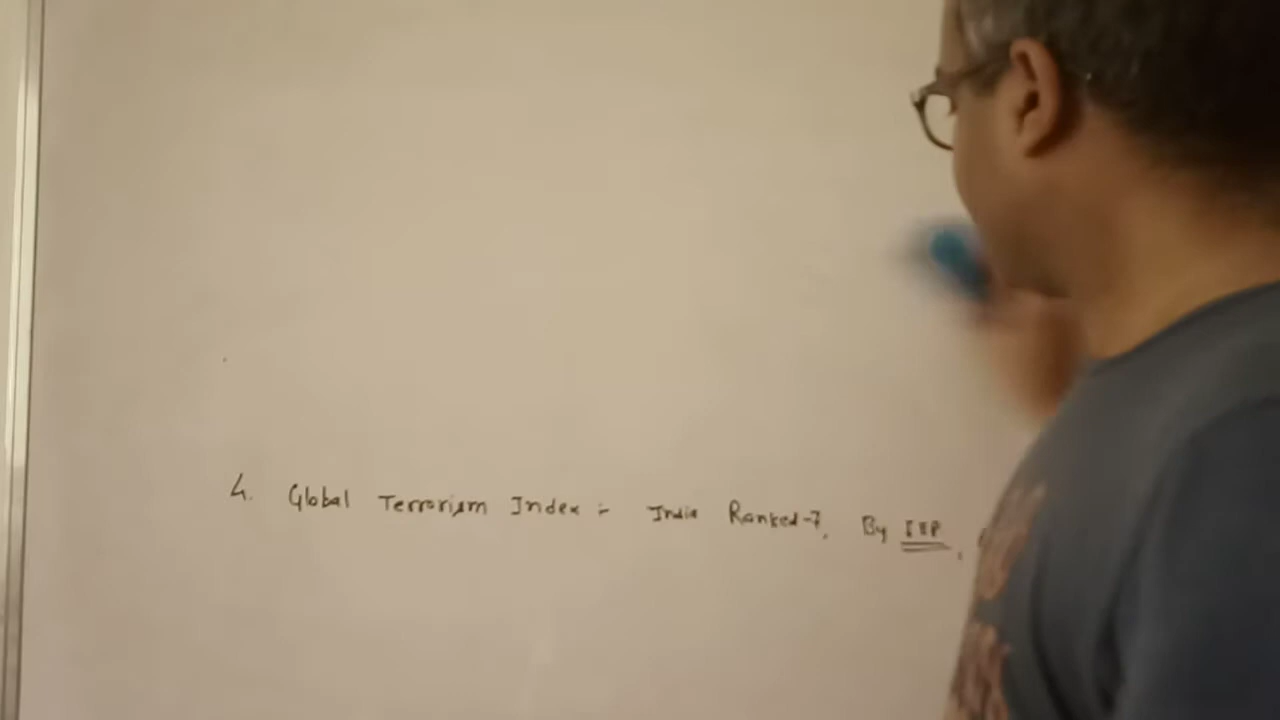 4. Global Terrorism Index :- India Ranked-7, By IEP,